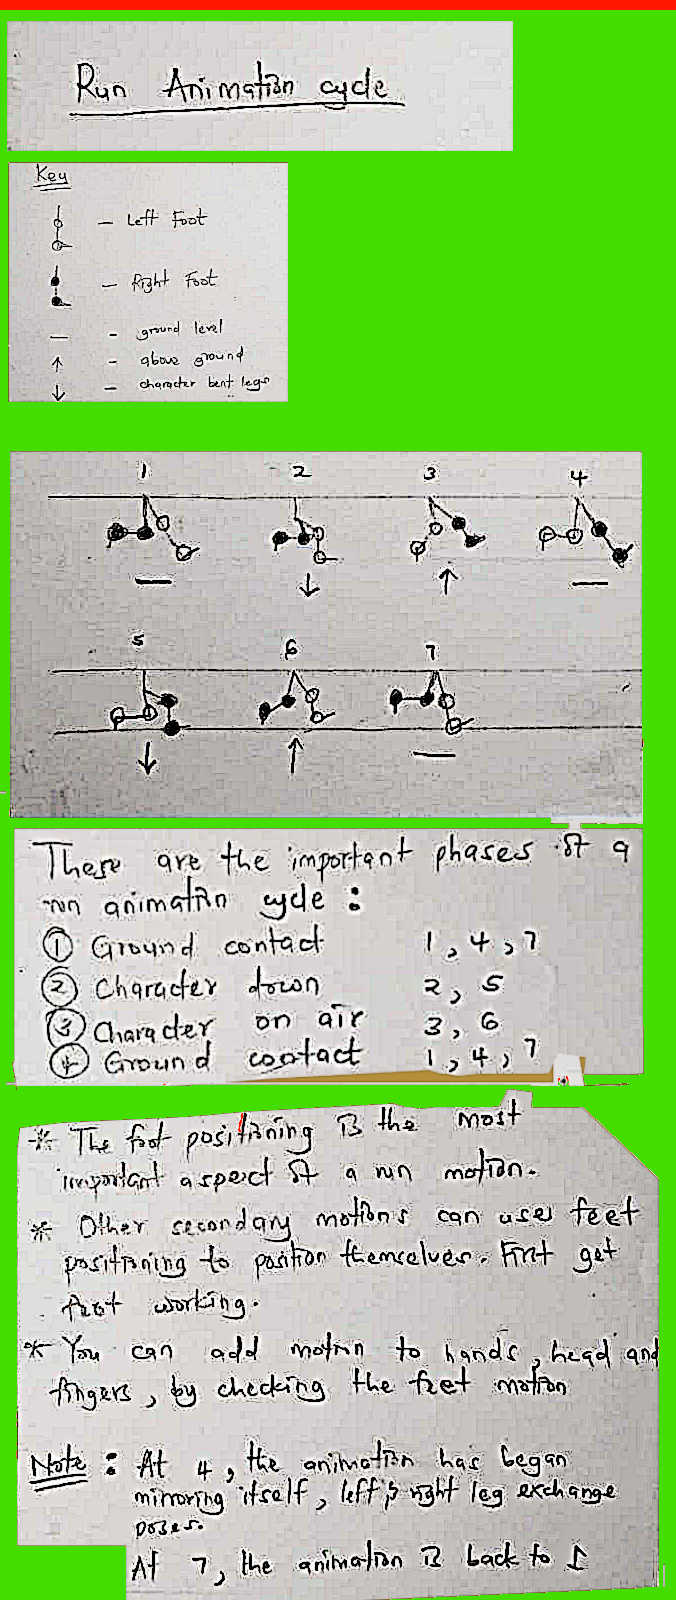 Run Animation cycle
Key
— Left Foot
— Right Foot
— - ground level
↑ - above ground
↓ — character bent legs
1 2 3 4
— ↓ ↑ —
5 6 7
↓ ↑ —
These are the important phases of a
run animation cycle :
① Ground contact 1, 4, 7
② Character down 2, 5
③ Character on air 3, 6
④ Ground contact 1, 4, 7
* The foot positioning is the most
important aspect of a run motion.
* Other secondary motions can use feet
positioning to position themselves. First get
feet working.
* You can add motion to hands, head and
fingers, by checking the feet motion
Note : At 4, the animation has began
mirroring itself, left & right leg exchange
poses.
At 7, the animation is back to 1